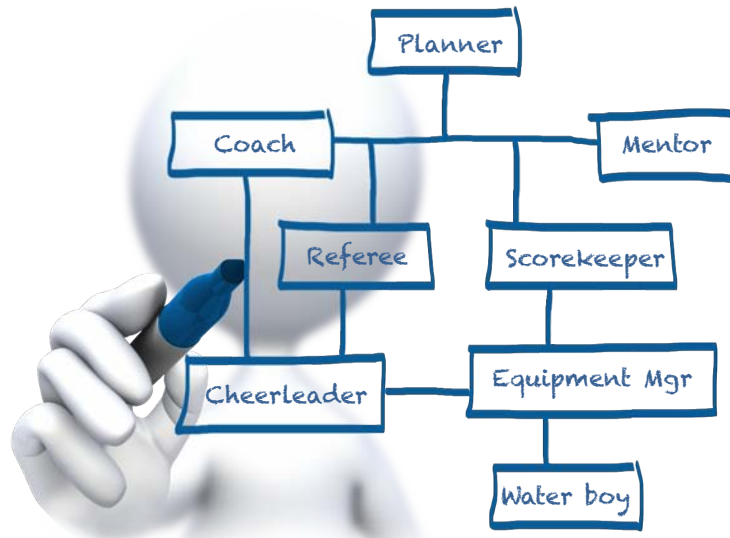 Planner
Coach
Mentor
Referee
Scorekeeper
Cheerleader
Equipment Mgr
Water boy